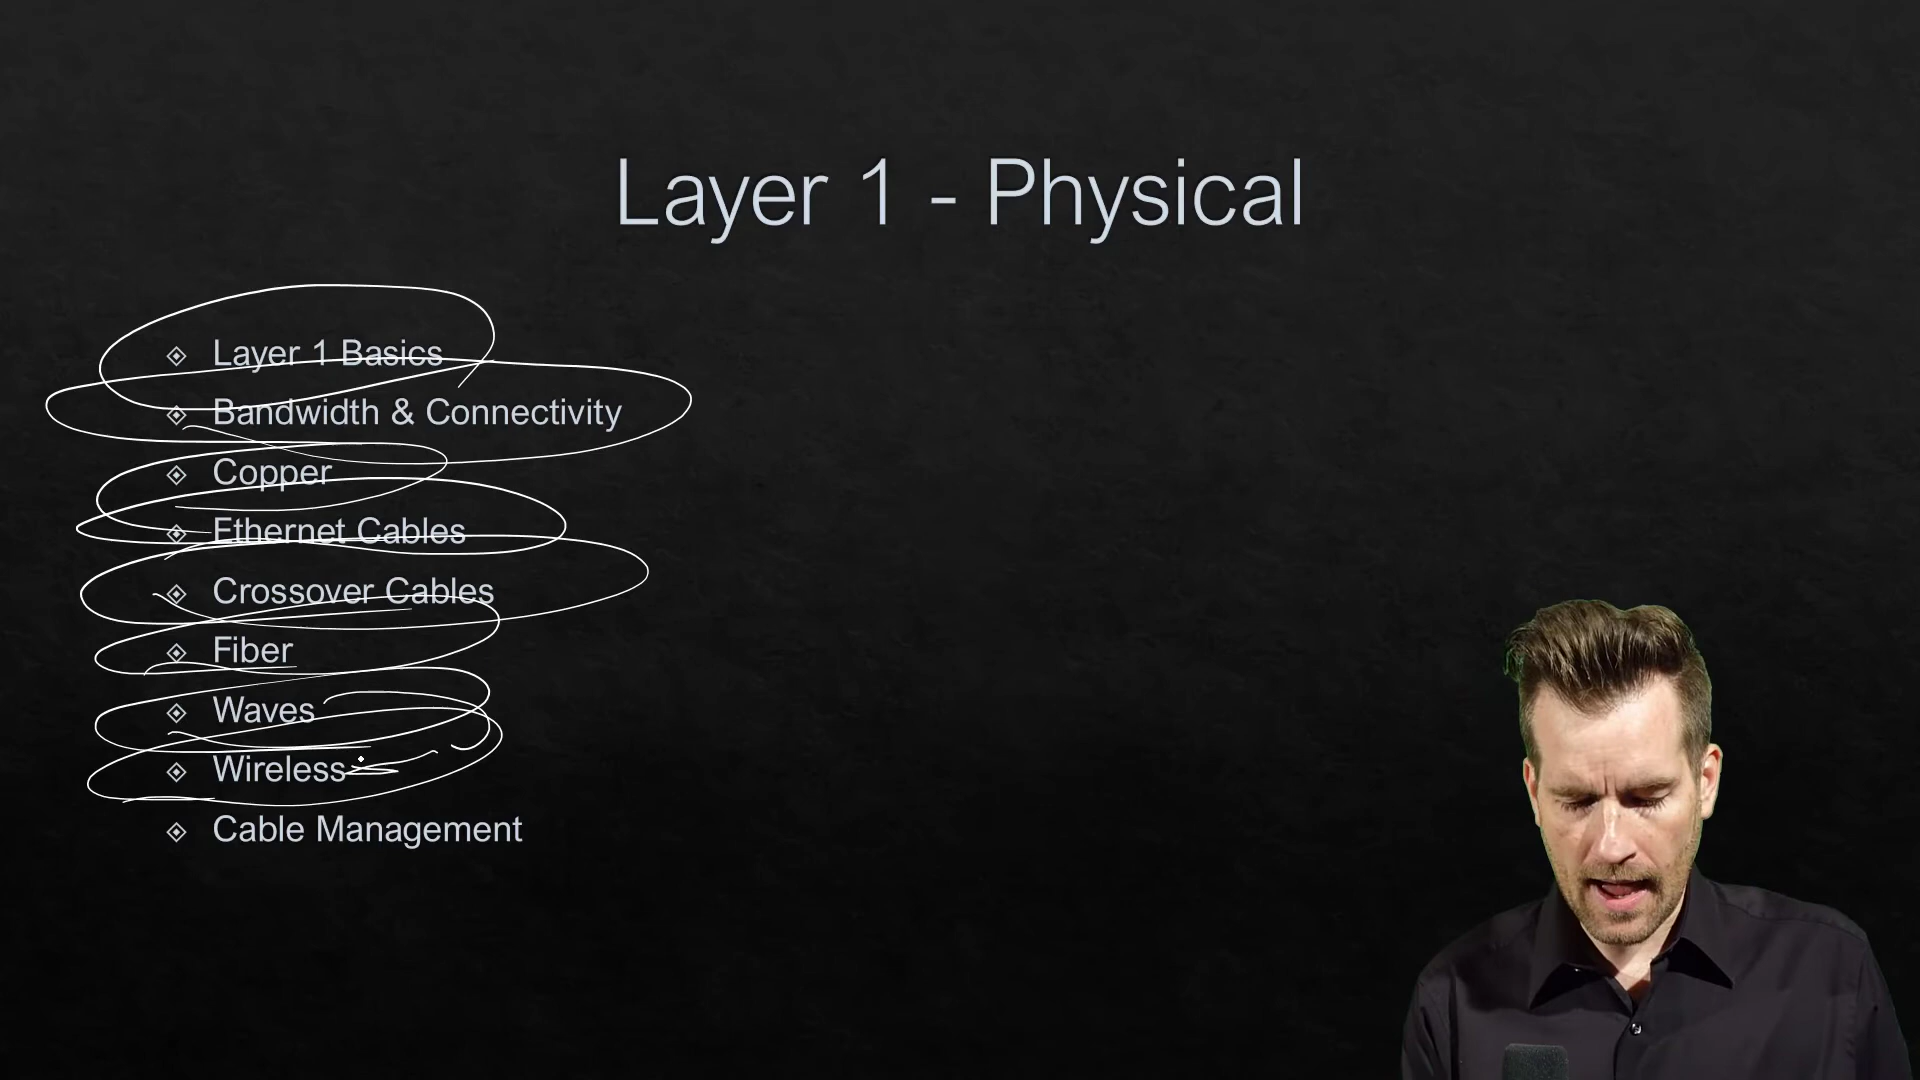 Layer 1 - Physical
Layer 1 Basics
Bandwidth & Connectivity
Copper
Ethernet Cables
Crossover Cables
Fiber
Waves
Wireless
Cable Management